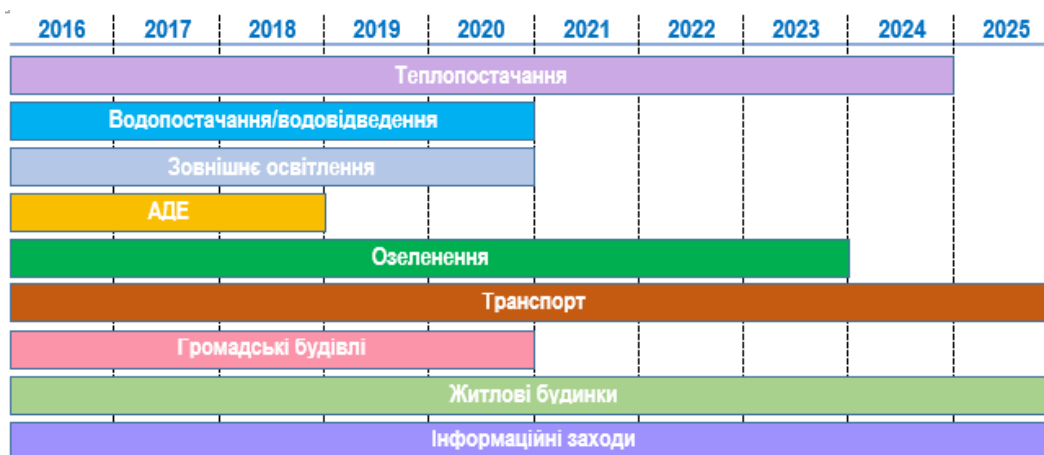 2016 2017 2018 2019 2020 2021 2022 2023 2024 2025
Теплопостачання
Водопостачання/водовідведення
Зовнішнє освітлення
АДЕ
Озеленення
Транспорт
Громадські будівлі
Житлові будинки
Інформаційні заходи